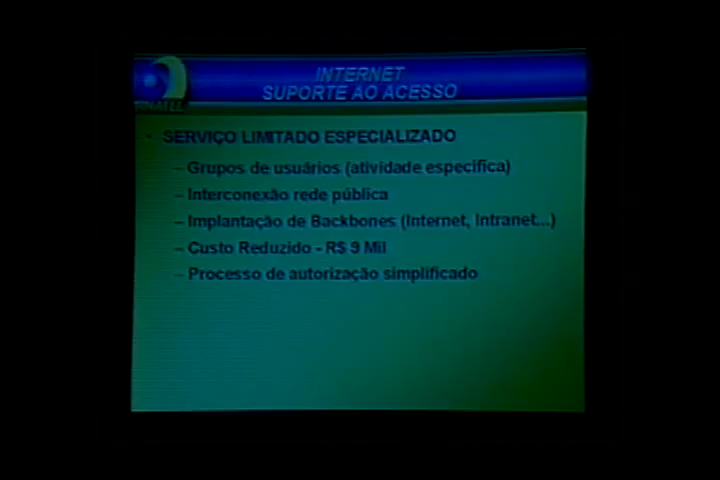 INTERNET
SUPORTE AO ACESSO
ANATEL
• SERVIÇO LIMITADO ESPECIALIZADO
– Grupos de usuários (atividade específica)
– Interconexão rede pública
– Implantação de Backbones (Internet, Intranet...)
– Custo Reduzido - R$ 9 Mil
– Processo de autorização simplificado